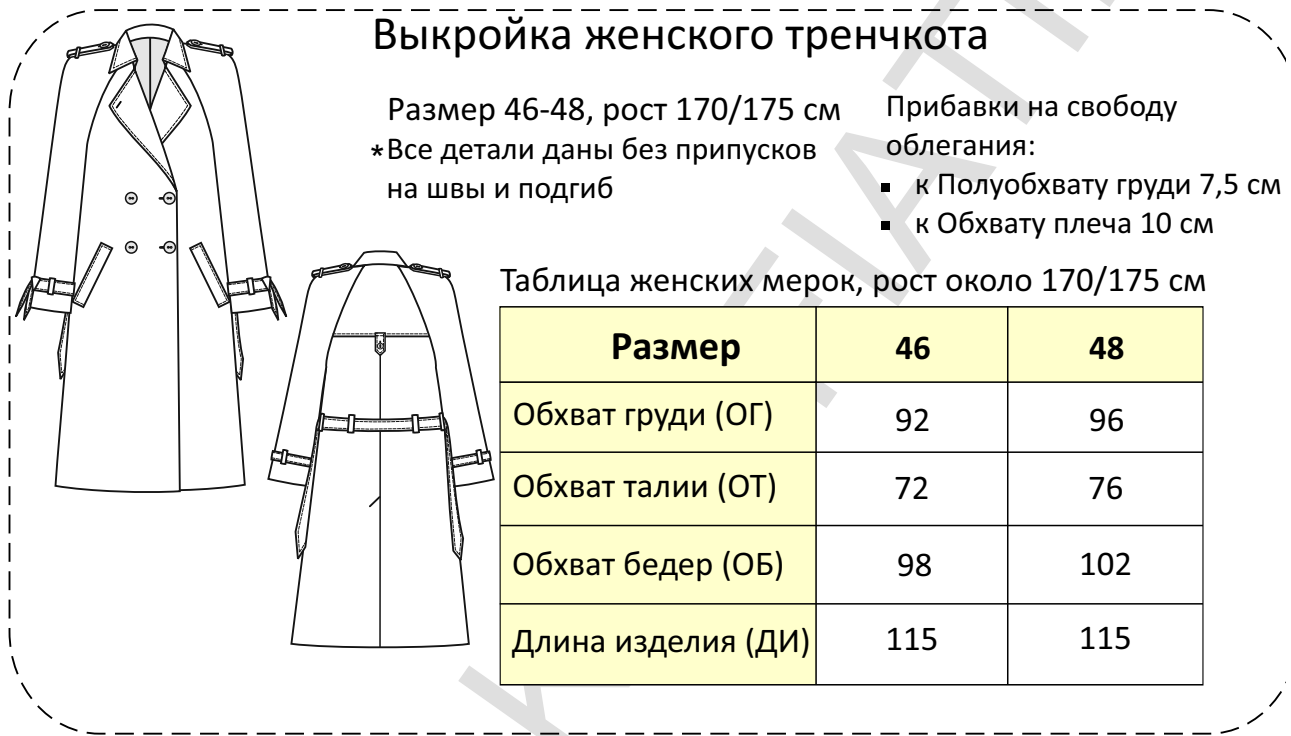 Выкройка женского тренчкота
Размер 46-48, рост 170/175 см
*Все детали даны без припусков
на швы и подгиб
Прибавки на свободу
облегания:
▪ к Полуобхвату груди 7,5 см
▪ к Обхвату плеча 10 см
Таблица женских мерок, рост около 170/175 см
Размер 46 48
Обхват груди (ОГ) 92 96
Обхват талии (ОТ) 72 76
Обхват бедер (ОБ) 98 102
Длина изделия (ДИ) 115 115